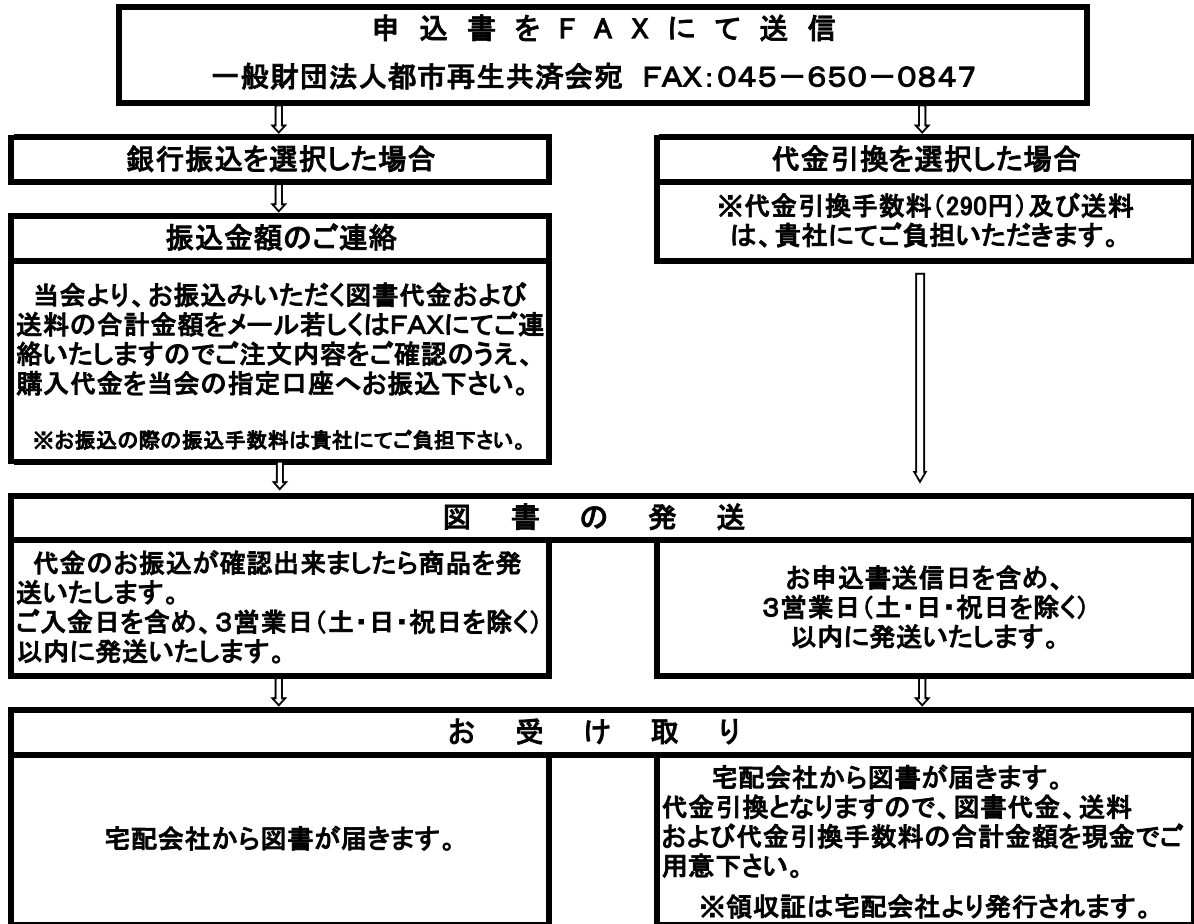 申込書をFAXにて送信
一般財団法人都市再生共済会宛 FAX:045-650-0847
銀行振込を選択した場合
振込金額のご連絡
当会より、お振込みいただく図書代金および
送料の合計金額をメール若しくはFAXにてご連
絡いたしますのでご注文内容をご確認のうえ、
購入代金を当会の指定口座へお振込下さい。
※お振込の際の振込手数料は貴社にてご負担下さい。
代金引換を選択した場合
※代金引換手数料(290円)及び送料
は、貴社にてご負担いただきます。
図書の発送
代金のお振込が確認出来ましたら商品を発
送いたします。
ご入金日を含め、3営業日(土・日・祝日を除く)
以内に発送いたします。
お申込書送信日を含め、
3営業日(土・日・祝日を除く)
以内に発送いたします。
お受け取り
宅配会社から図書が届きます。
宅配会社から図書が届きます。
代金引換となりますので、図書代金、送料
および代金引換手数料の合計金額を現金でご
用意下さい。
※領収証は宅配会社より発行されます。